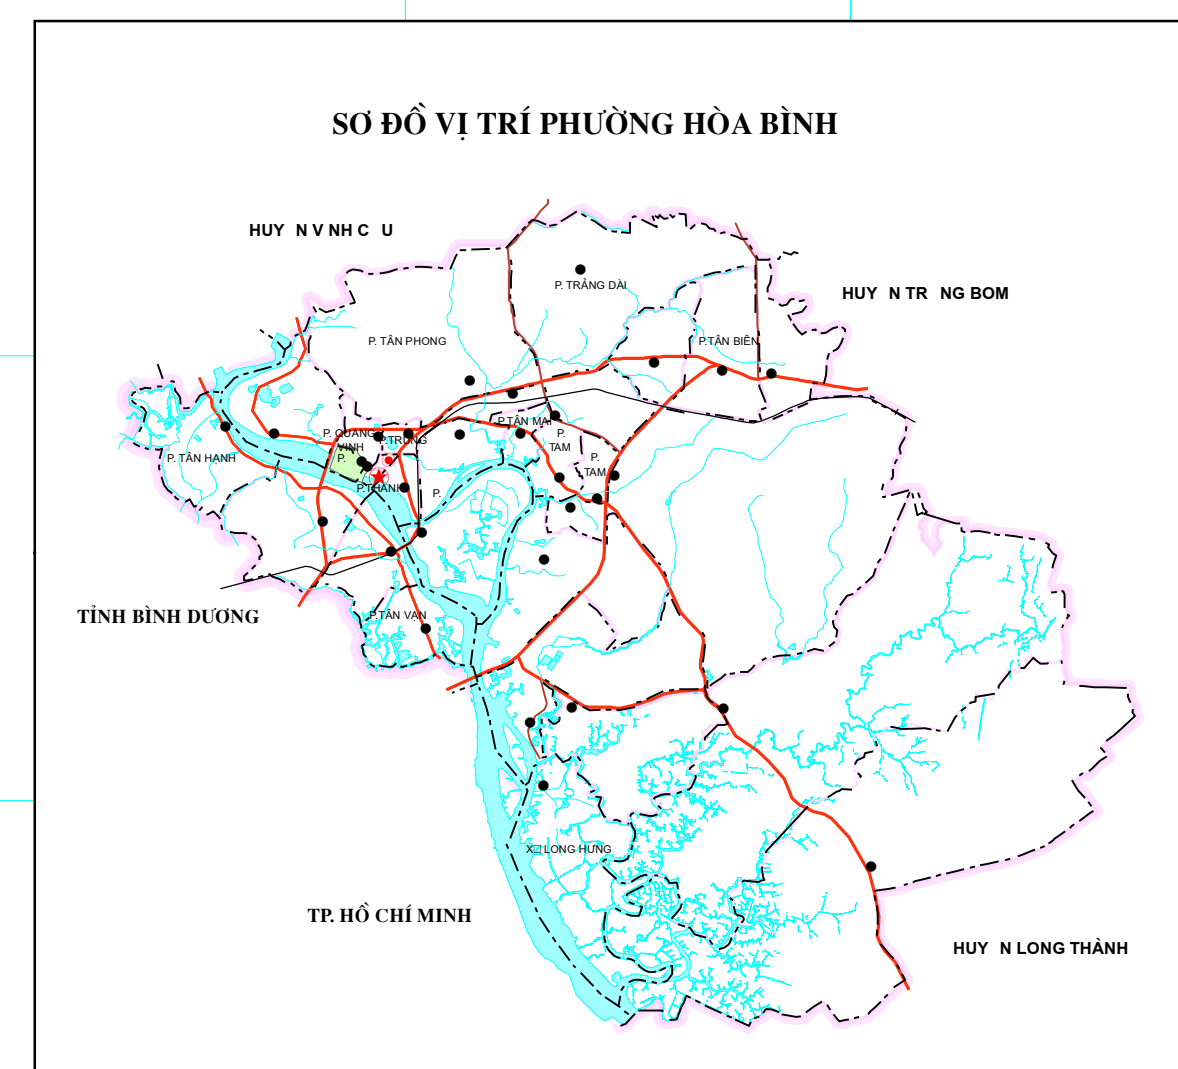 SƠ ĐỒ VỊ TRÍ PHƯỜNG HÒA BÌNH
HUY N V NH C U
P. TRẢNG DÀI
HUY N TR NG BOM
P. TÂN PHONG
P.TÂN BIÊN
P.TÂN MAI
P. QUANG
VINH
P.TRUNG
P.
TAM
P. TÂN HẠNH
P.
P.
TAM
P.THANH
P.
TỈNH BÌNH DƯƠNG
P.TÂN VẠN
X□ LONG HƯNG
TP. HỒ CHÍ MINH
HUY N LONG THÀNH